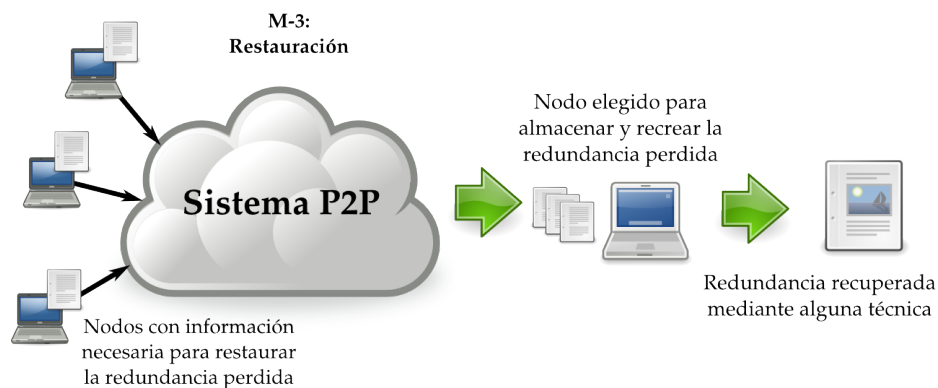 M-3:
Restauración
Nodo elegido para
almacenar y recrear la
redundancia perdida
Sistema P2P
Redundancia recuperada
mediante alguna técnica
Nodos con información
necesaria para restaurar
la redundancia perdida